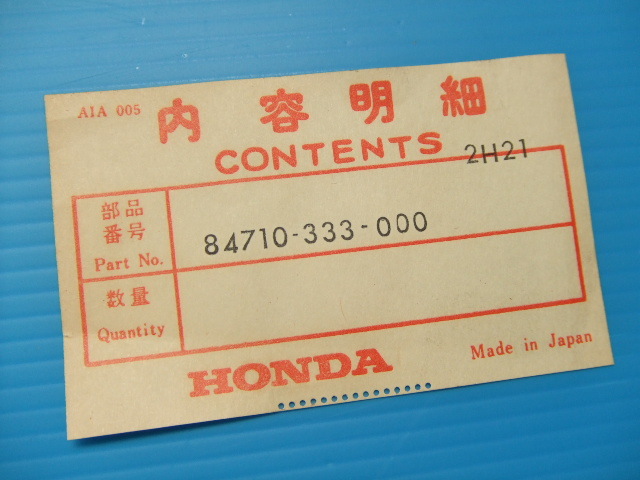 AIA 005
内容明細
CONTENTS
2H21
部品
番号
Part No.
84710-333-000
数量
Quantity
HONDA
Made in Japan